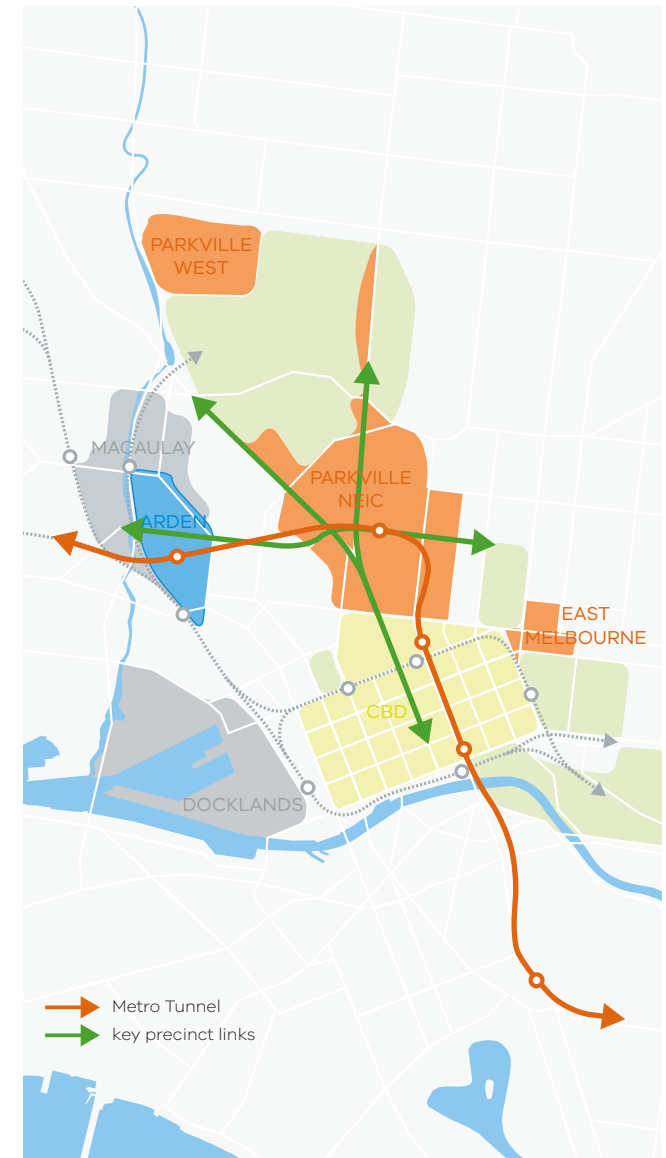 PARKVILLE
WEST
MACAULAY
PARKVILLE
NEIC
ARDEN
EAST
MELBOURNE
CBD
DOCKLANDS
Metro Tunnel
key precinct links